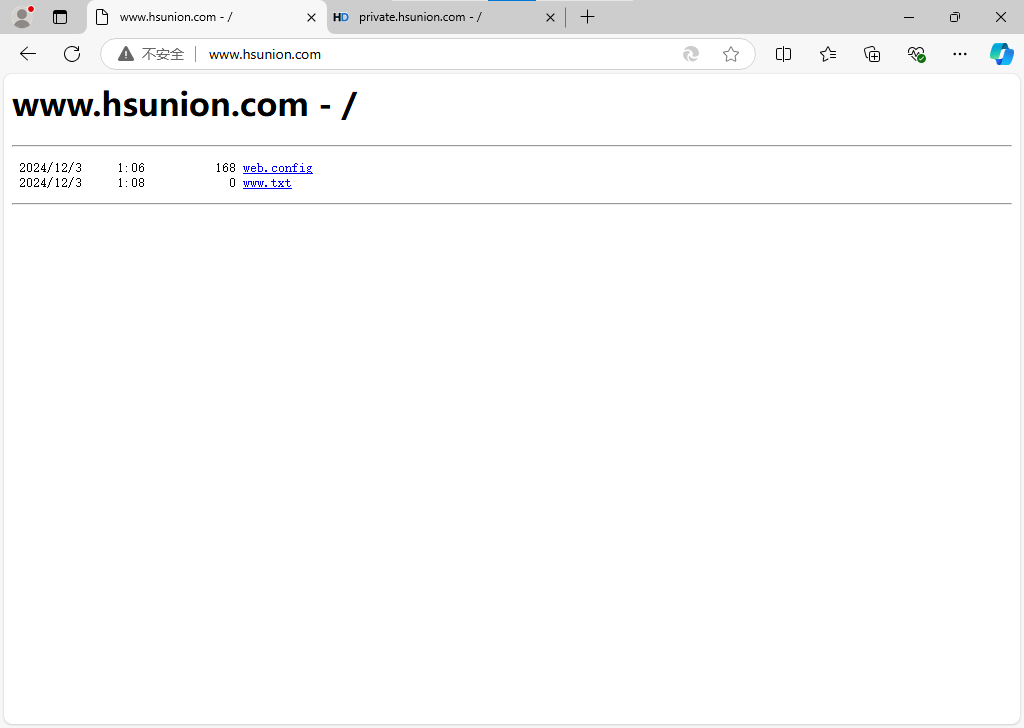 www.hsunion.com - /
HD private.hsunion.com - /
不安全 www.hsunion.com
www.hsunion.com - /
2024/12/3 1:06 168 web.config
2024/12/3 1:08 0 www.txt